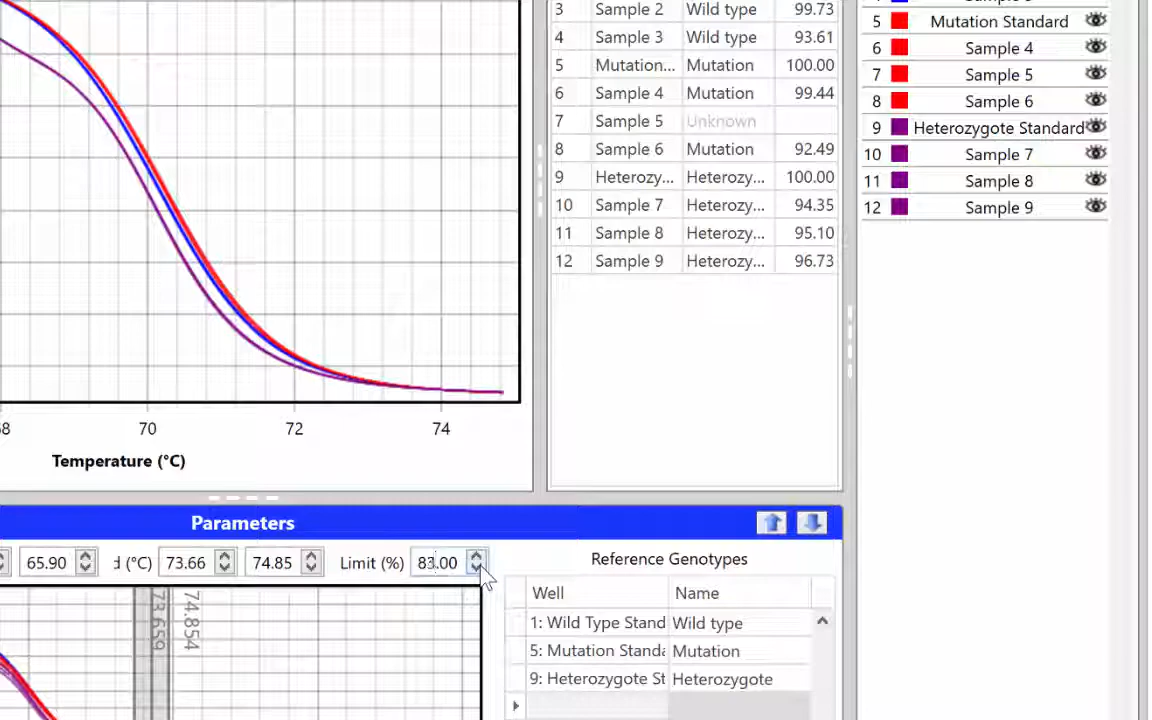 3 Sample 2 Wild type 99.73
4 Sample 3 Wild type 93.61
5 Mutation... Mutation 100.00
6 Sample 4 Mutation 99.44
7 Sample 5 Unknown
8 Sample 6 Mutation 92.49
9 Heterozy... Heterozy... 100.00
10 Sample 7 Heterozy... 94.35
11 Sample 8 Heterozy... 95.10
12 Sample 9 Heterozy... 96.73
5 Mutation Standard
6 Sample 4
7 Sample 5
8 Sample 6
9 Heterozygote Standard
10 Sample 7
11 Sample 8
12 Sample 9
70 72 74
Temperature (°C)
Parameters
65.90 d (°C) 73.66 74.85 Limit (%) 83.00
73.659
74.854
Reference Genotypes
Well Name
1: Wild Type Stand Wild type
5: Mutation Standa Mutation
9: Heterozygote St Heterozygote